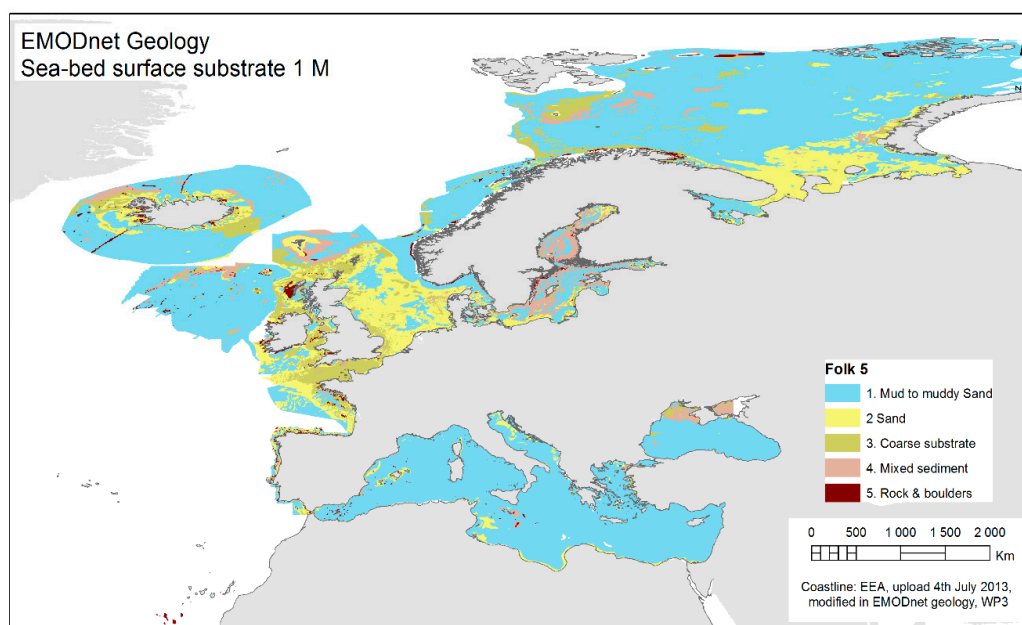 EMODnet Geology
Sea-bed surface substrate 1 M
Folk 5
1. Mud to muddy Sand
2 Sand
3. Coarse substrate
4. Mixed sediment
5. Rock & boulders
0 500 1 000 1 500 2 000
Km
Coastline: EEA, upload 4th July 2013,
modified in EMODnet geology, WP3